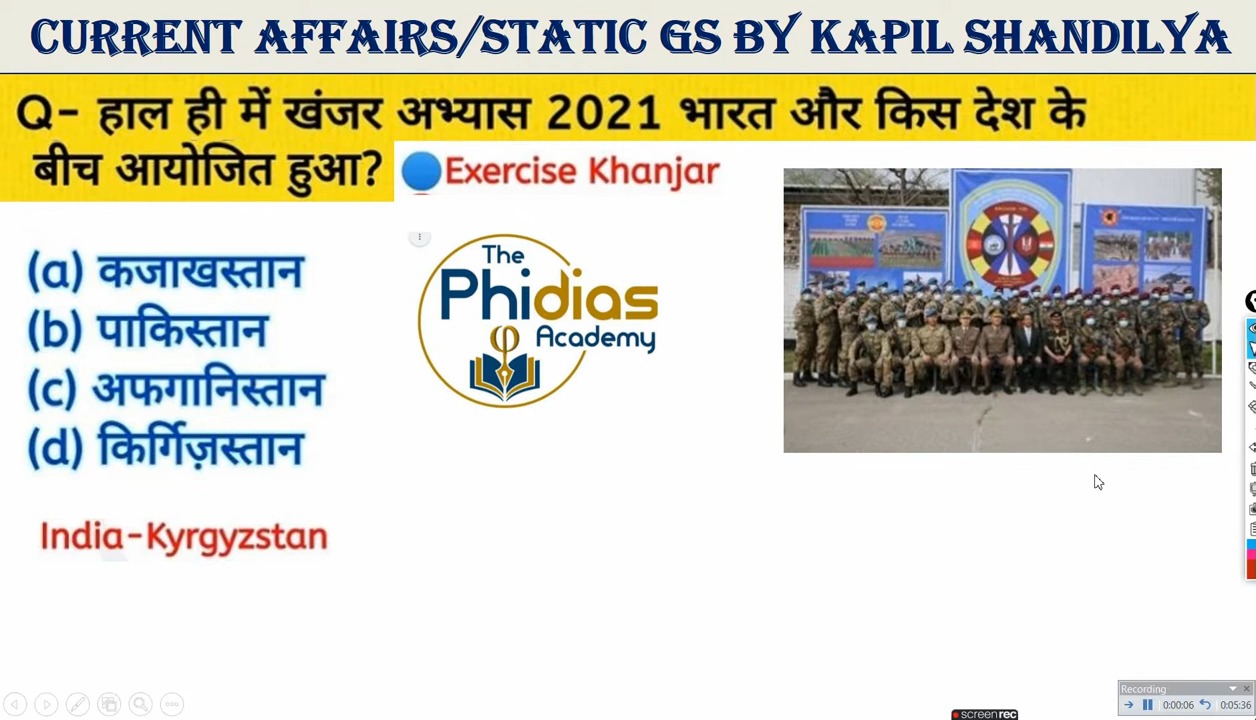 CURRENT AFFAIRS/STATIC GS BY KAPIL SHANDILYA
Q- हाल ही में खंजर अभ्यास 2021 भारत और किस देश के
बीच आयोजित हुआ?
Exercise Khanjar
The
Phidias
Academy
(a) कजाखस्तान
(b) पाकिस्तान
(c) अफगानिस्तान
(d) किर्गिज़स्तान
India-Kyrgyzstan
Recording
0:00:06
0:05:36
screenrec